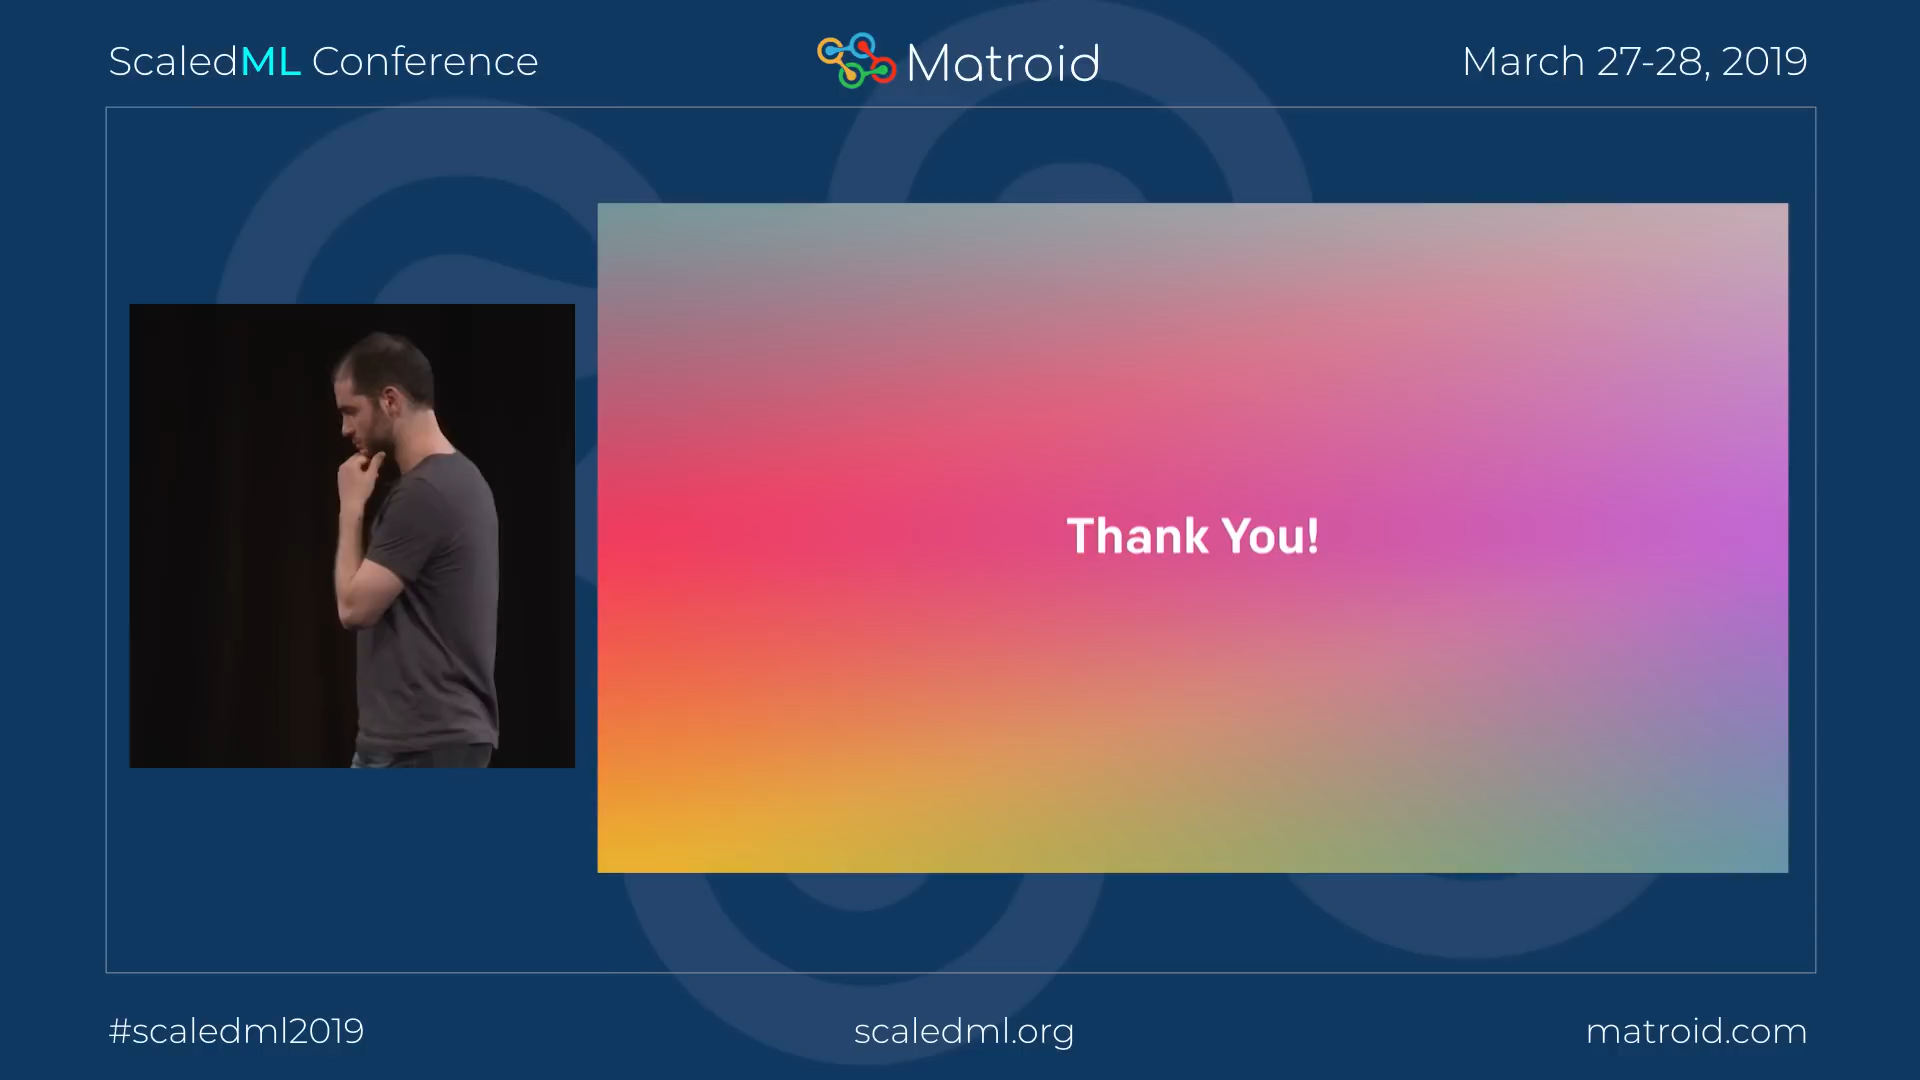 ScaledML Conference
Matroid
March 27-28, 2019
Thank You!
#scaledml2019
scaledml.org
matroid.com